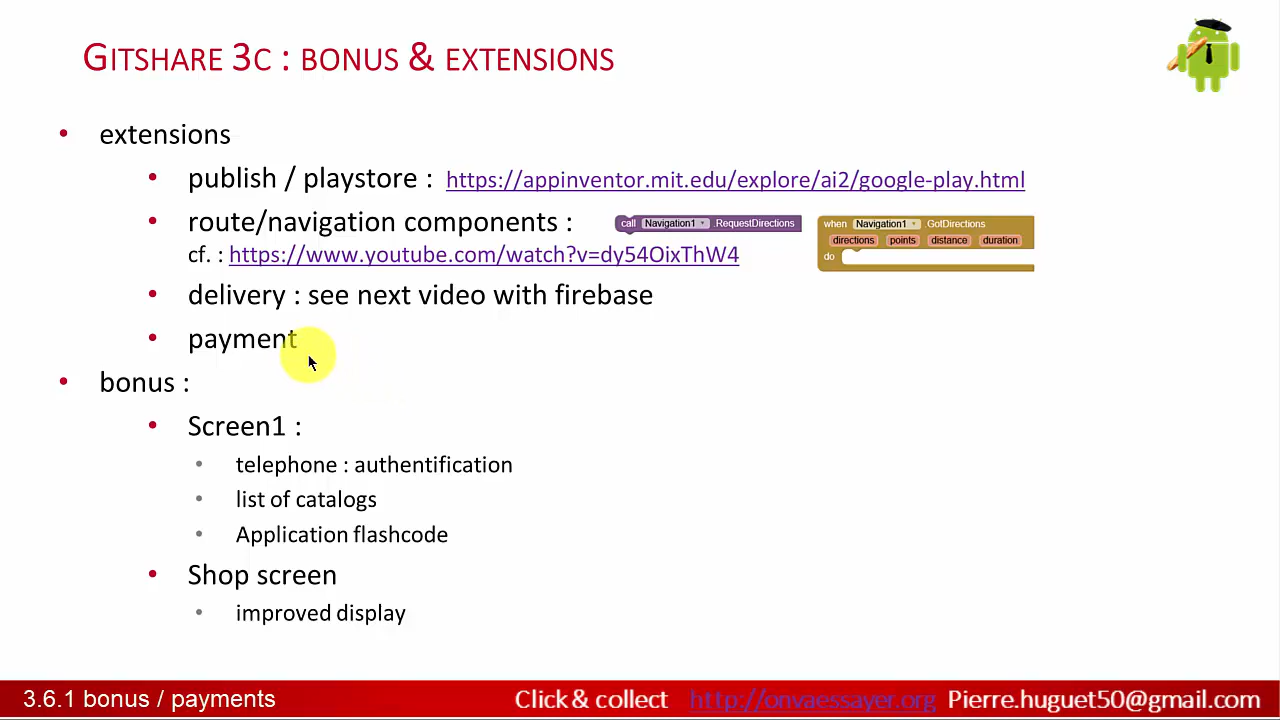 GITSHARE 3C : BONUS & EXTENSIONS
• extensions
• publish / playstore : https://appinventor.mit.edu/explore/ai2/google-play.html
• route/navigation components :
call Navigation1 .RequestDirections
when Navigation1 .GotDirections
directions points distance duration
do
cf. : https://www.youtube.com/watch?v=dy54OixThW4
• delivery : see next video with firebase
• payment
• bonus :
• Screen1 :
• telephone : authentification
• list of catalogs
• Application flashcode
• Shop screen
• improved display
3.6.1 bonus / payments
Click & collect http://onvaessayer.org Pierre.huguet50@gmail.com